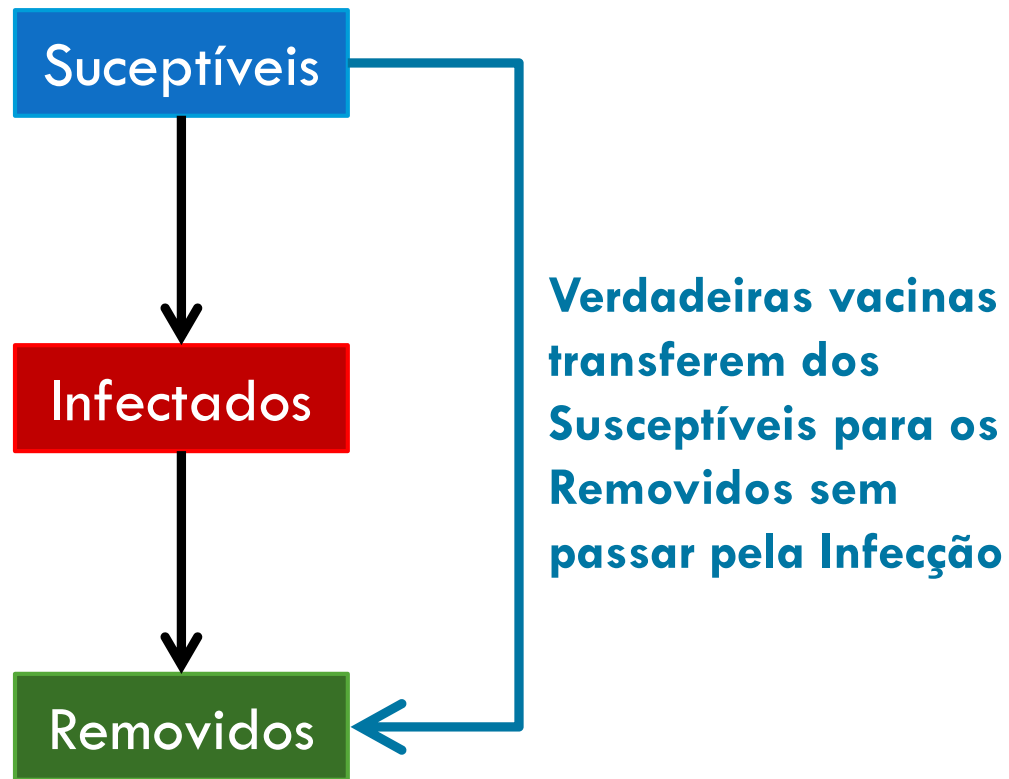 Suceptíveis
Infectados
Verdadeiras vacinas
transferem dos
Susceptíveis para os
Removidos sem
passar pela Infecção
Removidos